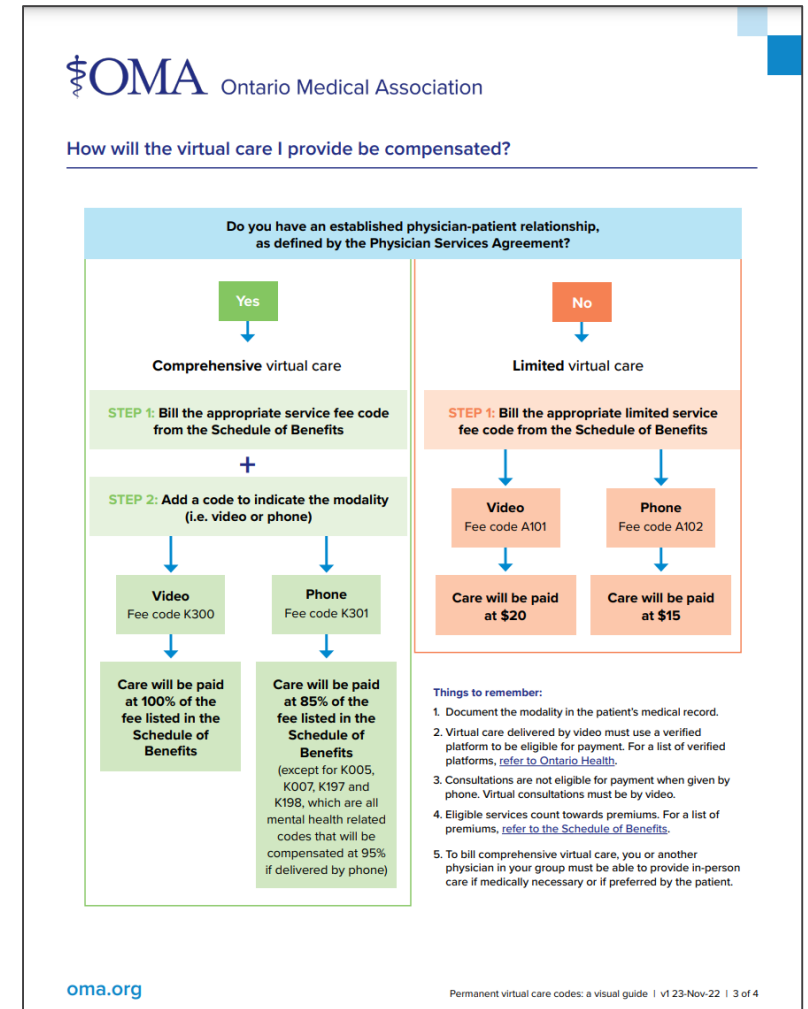 OMA Ontario Medical Association
How will the virtual care I provide be compensated?
Do you have an established physician-patient relationship,
as defined by the Physician Services Agreement?
Yes
Comprehensive virtual care
STEP 1: Bill the appropriate service fee code
from the Schedule of Benefits
+
STEP 2: Add a code to indicate the modality
(i.e. video or phone)
Video
Fee code K300
Care will be paid
at 100% of the
fee listed in the
Schedule of
Benefits
Phone
Fee code K301
Care will be paid
at 85% of the
fee listed in the
Schedule of
Benefits
(except for K005,
K007, K197 and
K198, which are all
mental health related
codes that will be
compensated at 95%
if delivered by phone)
No
Limited virtual care
STEP 1: Bill the appropriate limited service
fee code from the Schedule of Benefits
Video
Fee code A101
Care will be paid
at $20
Phone
Fee code A102
Care will be paid
at $15
Things to remember:
1. Document the modality in the patient's medical record.
2. Virtual care delivered by video must use a verified
platform to be eligible for payment. For a list of verified
platforms, refer to Ontario Health.
3. Consultations are not eligible for payment when given by
phone. Virtual consultations must be by video.
4. Eligible services count towards premiums. For a list of
premiums, refer to the Schedule of Benefits.
5. To bill comprehensive virtual care, you or another
physician in your group must be able to provide in-person
care if medically necessary or if preferred by the patient.
oma.org
Permanent virtual care codes: a visual guide | v1 23-Nov-22 | 3 of 4